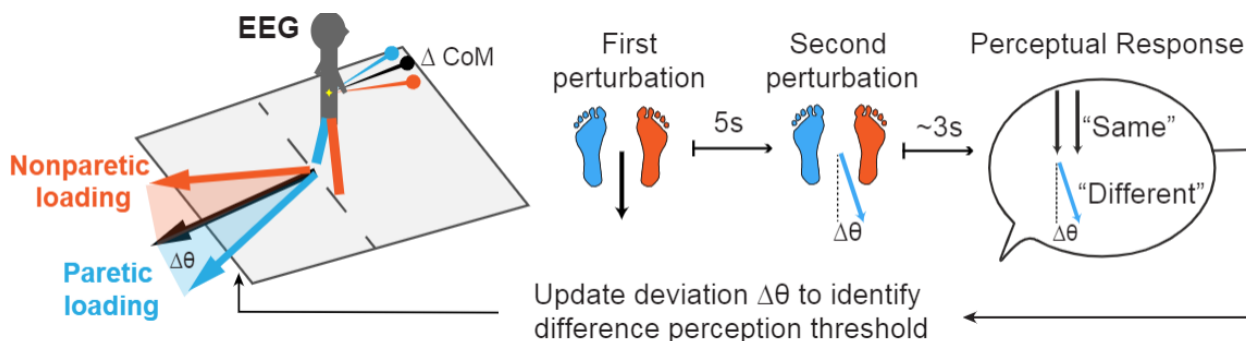 EEG
Δ CoM
Nonparetic
loading
Δθ
Paretic
loading
First
perturbation
5s
Second
perturbation
Δθ
~3s
Perceptual Response
“Same”
“Different”
Δθ
Update deviation Δθ to identify
difference perception threshold